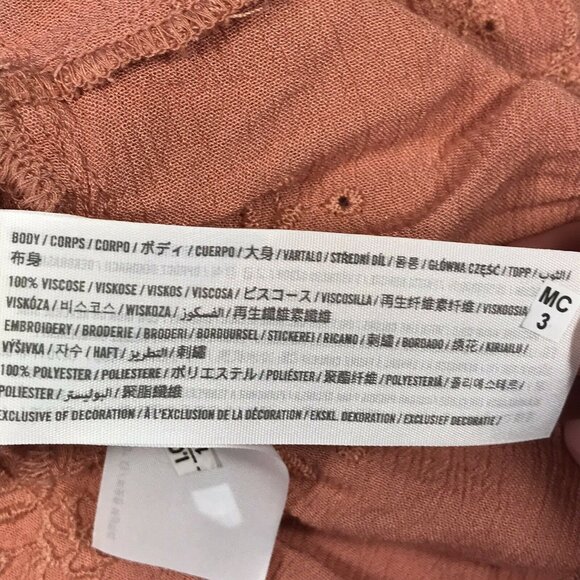 BODY / CORPS / CORPO / ボディ / CUERPO / 大身 / VARTALO / STŘEDNÍ DÍL / 몸통 / GŁÓWNA CZĘŚĆ / TOPP / الثوب /
布身
100% VISCOSE / VISKOSE / VISKOS / VISCOSA / ビスコース / VISCOSILLA / 再生纤维素纤维 / VISKOOSIA
VISKÓZA / 비스코스 / WISKOZA / الفسكوز / 再生纖維素纖維
EMBROIDERY / BRODERIE / BRODERI / BORDUURSEL / STICKEREI / RICAMO / 刺繍 / BORDADO / 绣花 / KIRJAILU /
VÝŠIVKA / 자수 / HAFT / التطريز / 刺繡
100% POLYESTER / POLIESTERE / ポリエステル / POLIÉSTER / 聚酯纤维 / POLYESTERIÄ / 폴리에스테르 /
POLIESTER / البوليستر / 聚脂纖維
EXCLUSIVE OF DECORATION / À L'EXCLUSION DE LA DÉCORATION / EKSKL. DEKORATION / EXCLUSIEF DECORATIE /
MC
3